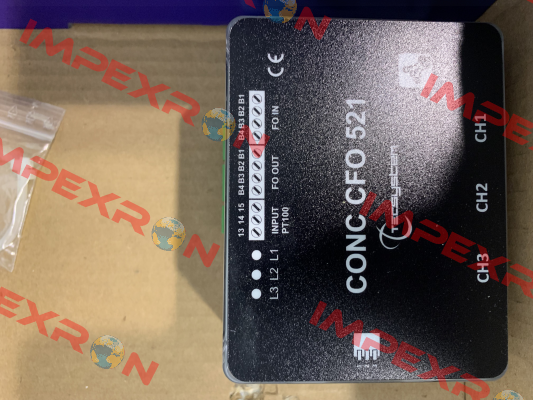 CE
13 14 15 B4 B3 B2 B1 B4 B3 B2 B1
INPUT FO OUT FO IN
PT100
L3 L2 L1
CONC CFO 521
TECSYSTEM
CH3 CH2 CH1
IMPEXRON
IMPEXRON
IMPEXRON
IMPEXRON
IMPEXRON